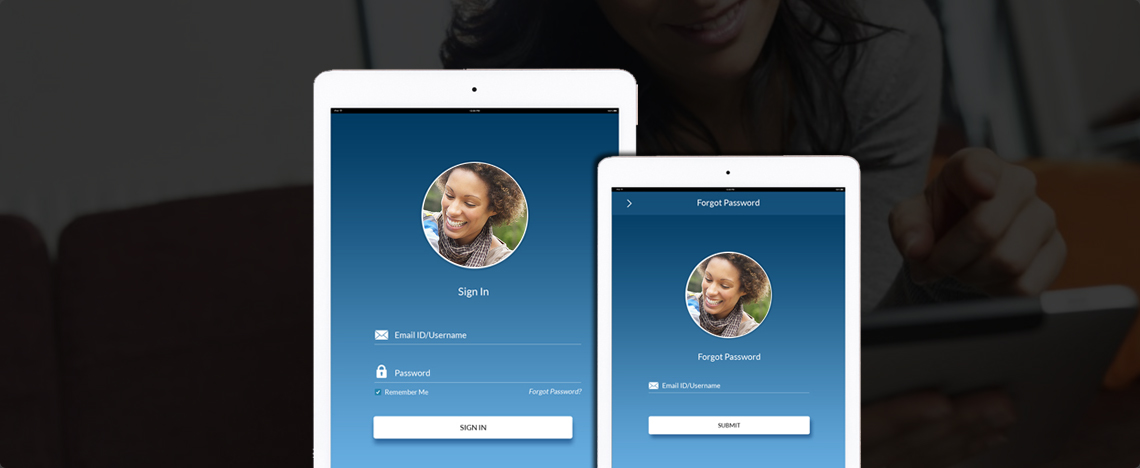 Sign In
Email ID/Username
Password
Remember Me
Forgot Password?
SIGN IN
Forgot Password
Forgot Password
Email ID/Username
SUBMIT